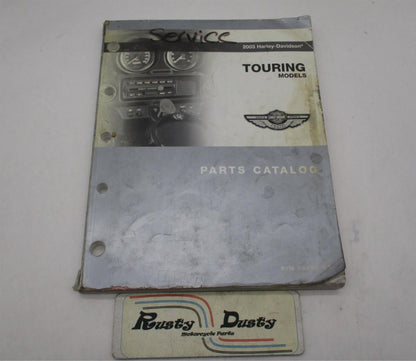 Service
2003 Harley-Davidson®
TOURING
MODELS
PARTS CATALOG
P/N
Rusty Dusty
Motorcycle Parts